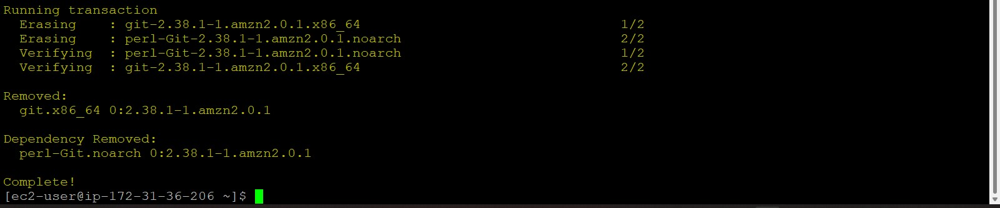 Running transaction
  Erasing    : git-2.38.1-1.amzn2.0.1.x86_64                                1/2
  Erasing    : perl-Git-2.38.1-1.amzn2.0.1.noarch                           2/2
  Verifying  : perl-Git-2.38.1-1.amzn2.0.1.noarch                           1/2
  Verifying  : git-2.38.1-1.amzn2.0.1.x86_64                                2/2

Removed:
  git.x86_64 0:2.38.1-1.amzn2.0.1

Dependency Removed:
  perl-Git.noarch 0:2.38.1-1.amzn2.0.1

Complete!
[ec2-user@ip-172-31-36-206 ~]$